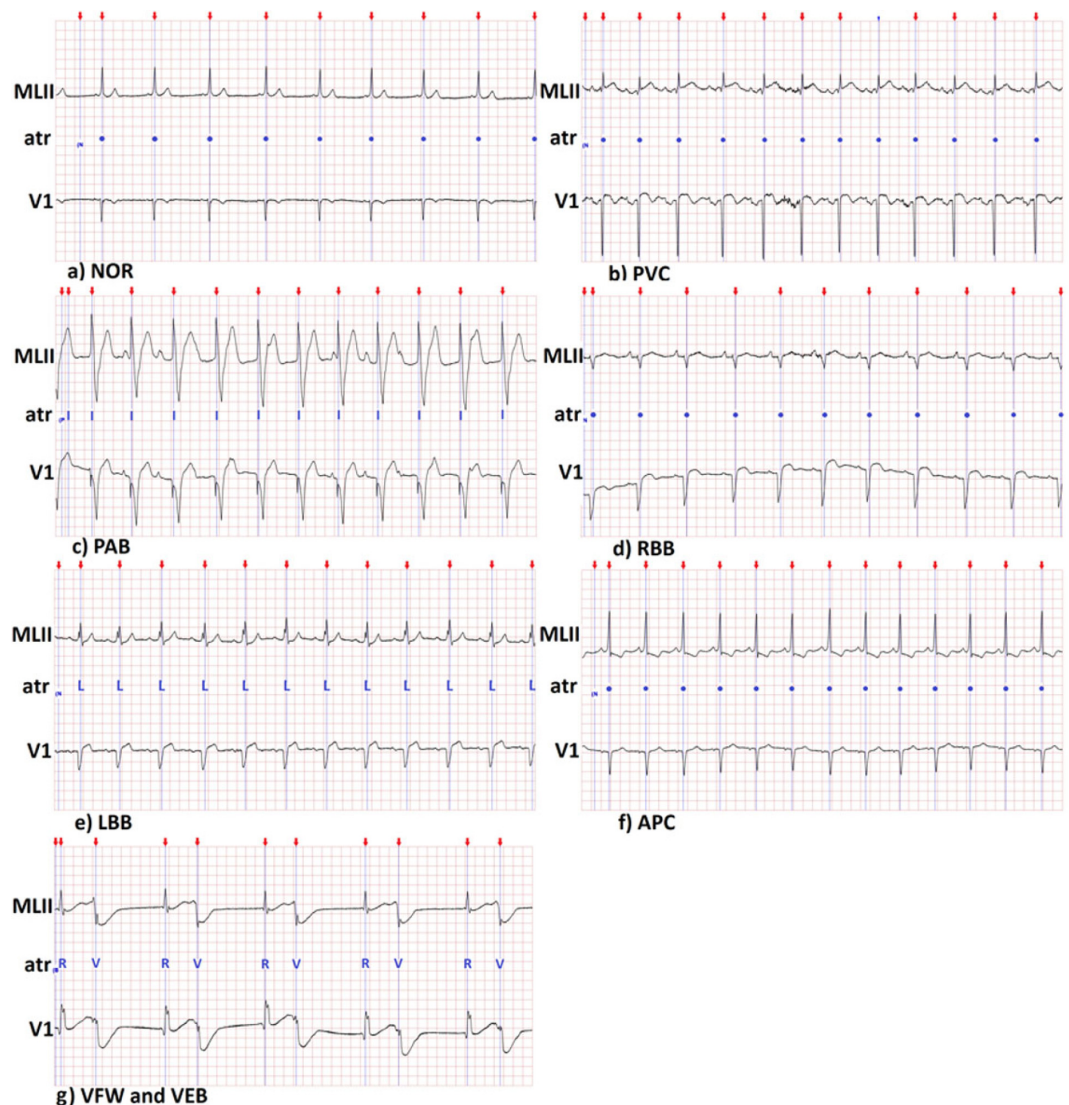 MLII
atr
V1
a) NOR
MLII
atr
V1
b) PVC
MLII
atr I I I I I I I I I I I I
V1
c) PAB
MLII
atr
V1
d) RBB
MLII
atr L L L L L L L L L L L L
V1
e) LBB
MLII
atr
V1
f) APC
MLII
atr R V R V R V R V R V
V1
g) VFW and VEB